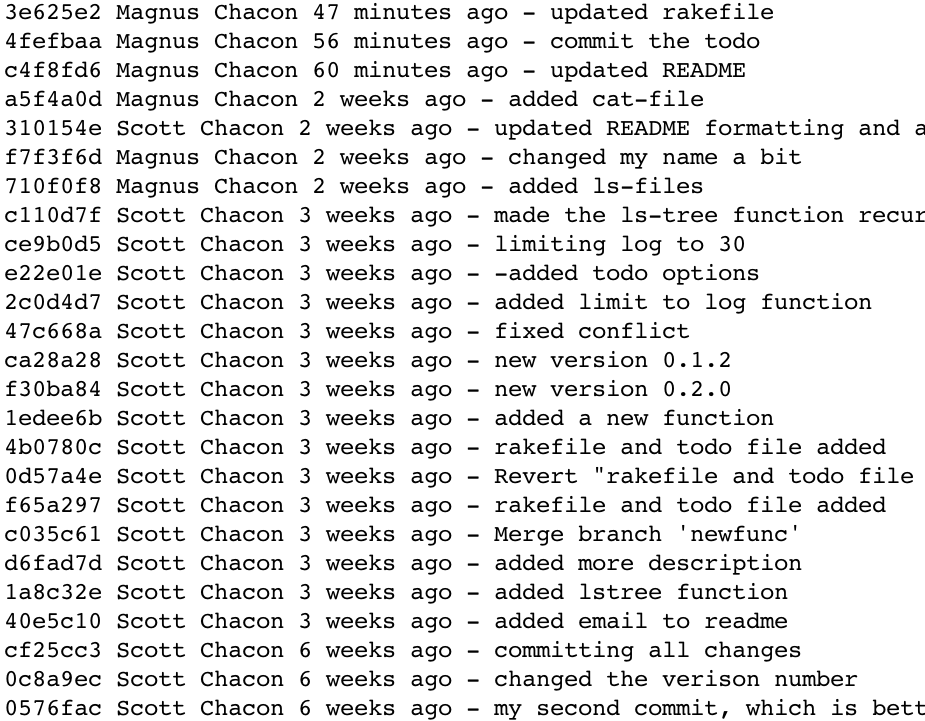 3e625e2 Magnus Chacon 47 minutes ago - updated rakefile
4fefbaa Magnus Chacon 56 minutes ago - commit the todo
c4f8fd6 Magnus Chacon 60 minutes ago - updated README
a5f4a0d Magnus Chacon 2 weeks ago - added cat-file
310154e Scott Chacon 2 weeks ago - updated README formatting and a
f7f3f6d Magnus Chacon 2 weeks ago - changed my name a bit
710f0f8 Magnus Chacon 2 weeks ago - added ls-files
c110d7f Scott Chacon 3 weeks ago - made the ls-tree function recur
ce9b0d5 Scott Chacon 3 weeks ago - limiting log to 30
e22e01e Scott Chacon 3 weeks ago - -added todo options
2c0d4d7 Scott Chacon 3 weeks ago - added limit to log function
47c668a Scott Chacon 3 weeks ago - fixed conflict
ca28a28 Scott Chacon 3 weeks ago - new version 0.1.2
f30ba84 Scott Chacon 3 weeks ago - new version 0.2.0
1edee6b Scott Chacon 3 weeks ago - added a new function
4b0780c Scott Chacon 3 weeks ago - rakefile and todo file added
0d57a4e Scott Chacon 3 weeks ago - Revert "rakefile and todo file
f65a297 Scott Chacon 3 weeks ago - rakefile and todo file added
c035c61 Scott Chacon 3 weeks ago - Merge branch 'newfunc'
d6fad7d Scott Chacon 3 weeks ago - added more description
1a8c32e Scott Chacon 3 weeks ago - added lstree function
40e5c10 Scott Chacon 3 weeks ago - added email to readme
cf25cc3 Scott Chacon 6 weeks ago - committing all changes
0c8a9ec Scott Chacon 6 weeks ago - changed the verison number
0576fac Scott Chacon 6 weeks ago - my second commit, which is bett